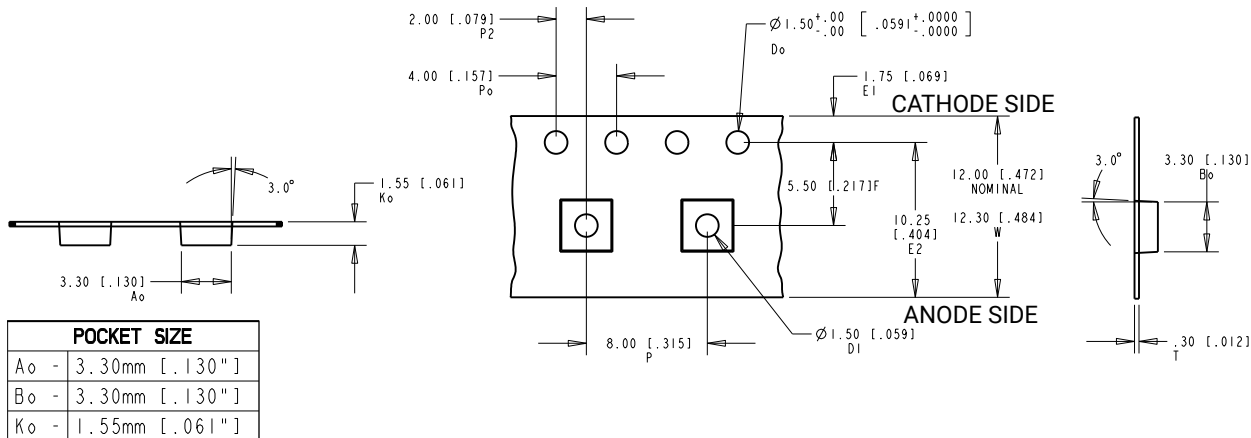 2.00 [.079]
P2
Ø1.50 +.00 -.00 [ .0591 +.0000 -.0000 ]
Do
4.00 [.157]
Po
1.75 [.069]
E1
CATHODE SIDE
3.0°
1.55 [.061]
Ko
5.50 [.217]F
12.00 [.472]
NOMINAL
12.30 [.484]
W
10.25
[.404]
E2
3.0°
3.30 [.130]
Bo
3.30 [.130]
Ao
ANODE SIDE
8.00 [.315]
P
Ø1.50 [.059]
D1
.30 [.012]
T
POCKET SIZE
Ao - 3.30mm [.130"]
Bo - 3.30mm [.130"]
Ko - 1.55mm [.061"]